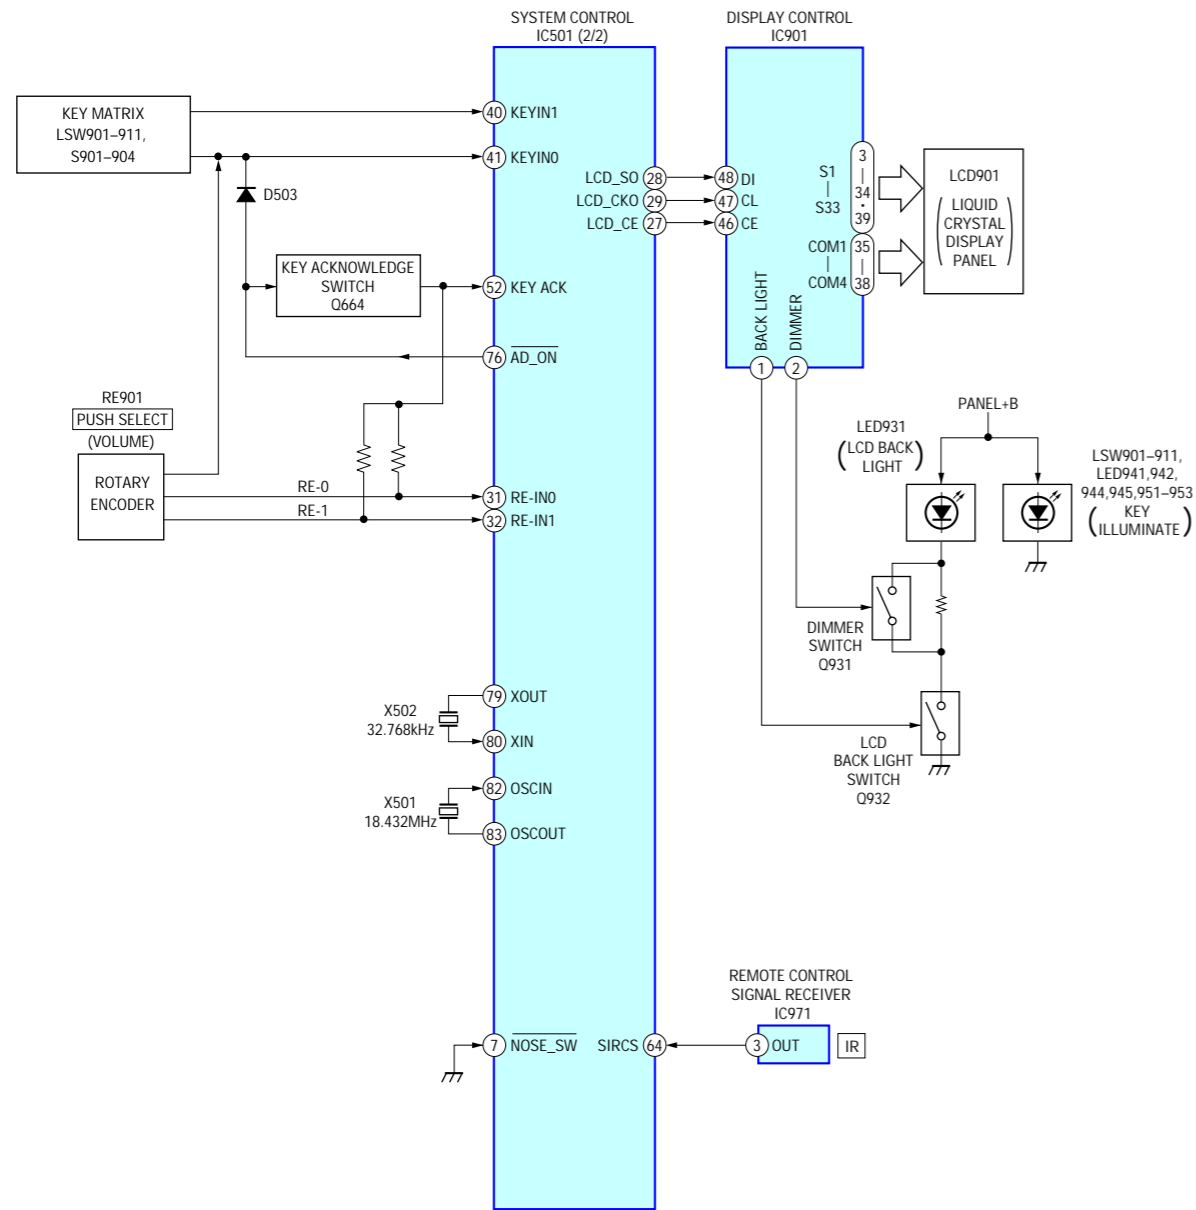 SYSTEM CONTROL
IC501 (2/2)
DISPLAY CONTROL
IC901
KEY MATRIX
LSW901–911,
S901–904
40 KEYIN1
41 KEYIN0
D503
KEY ACKNOWLEDGE
SWITCH
Q664
52 KEY ACK
76 AD_ON
RE901
PUSH SELECT
(VOLUME)
ROTARY
ENCODER
RE-0
RE-1
31 RE-IN0
32 RE-IN1
LCD_SO 28
LCD_CKO 29
LCD_CE 27
48 DI
47 CL
46 CE
S1
|
S33
3
|
34
·
39
COM1
|
COM4
35
|
38
LCD901
(LIQUID
CRYSTAL
DISPLAY
PANEL)
BACK LIGHT
DIMMER
1
2
PANEL+B
LED931
(LCD BACK
LIGHT)
LSW901–911,
LED941,942,
944,945,951–953
(KEY
ILLUMINATE)
DIMMER
SWITCH
Q931
LCD
BACK LIGHT
SWITCH
Q932
X502
32.768kHz
79 XOUT
80 XIN
X501
18.432MHz
82 OSCIN
83 OSCOUT
7 NOSE_SW
SIRCS 64
REMOTE CONTROL
SIGNAL RECEIVER
IC971
3 OUT
IR